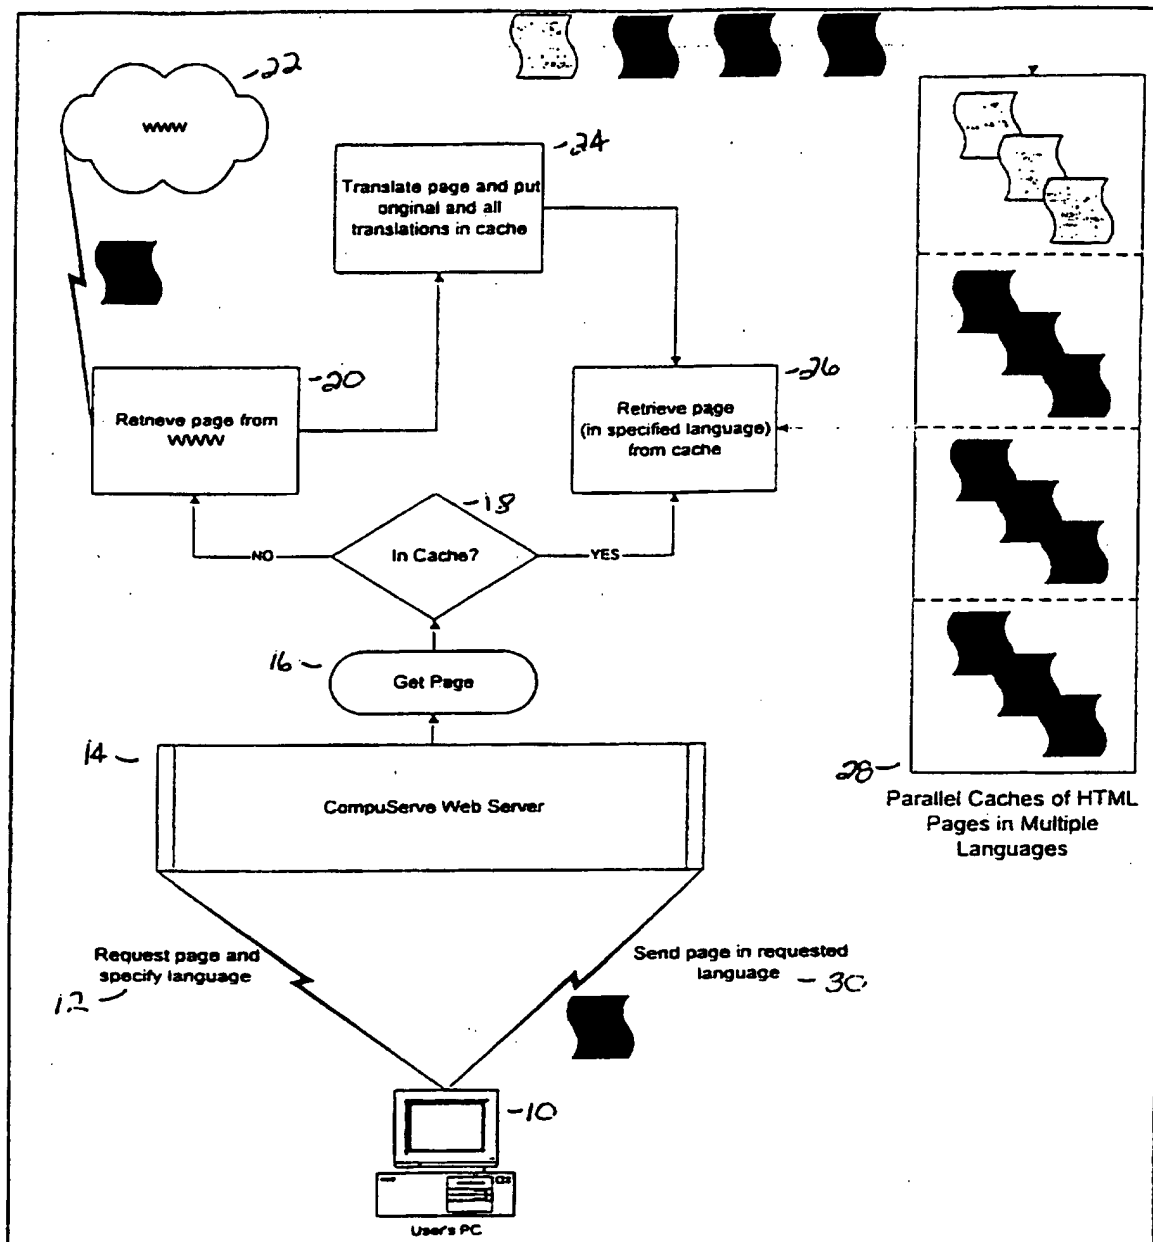 22
WWW
24
Translate page and put
original and all
translations in cache
20
Retrieve page from
WWW
26
Retrieve page
(in specified language)
from cache
18
In Cache?
NO
YES
16
Get Page
14
CompuServe Web Server
28
Parallel Caches of HTML
Pages in Multiple
Languages
Request page and
specify language
12
Send page in requested
language
30
10
User's PC